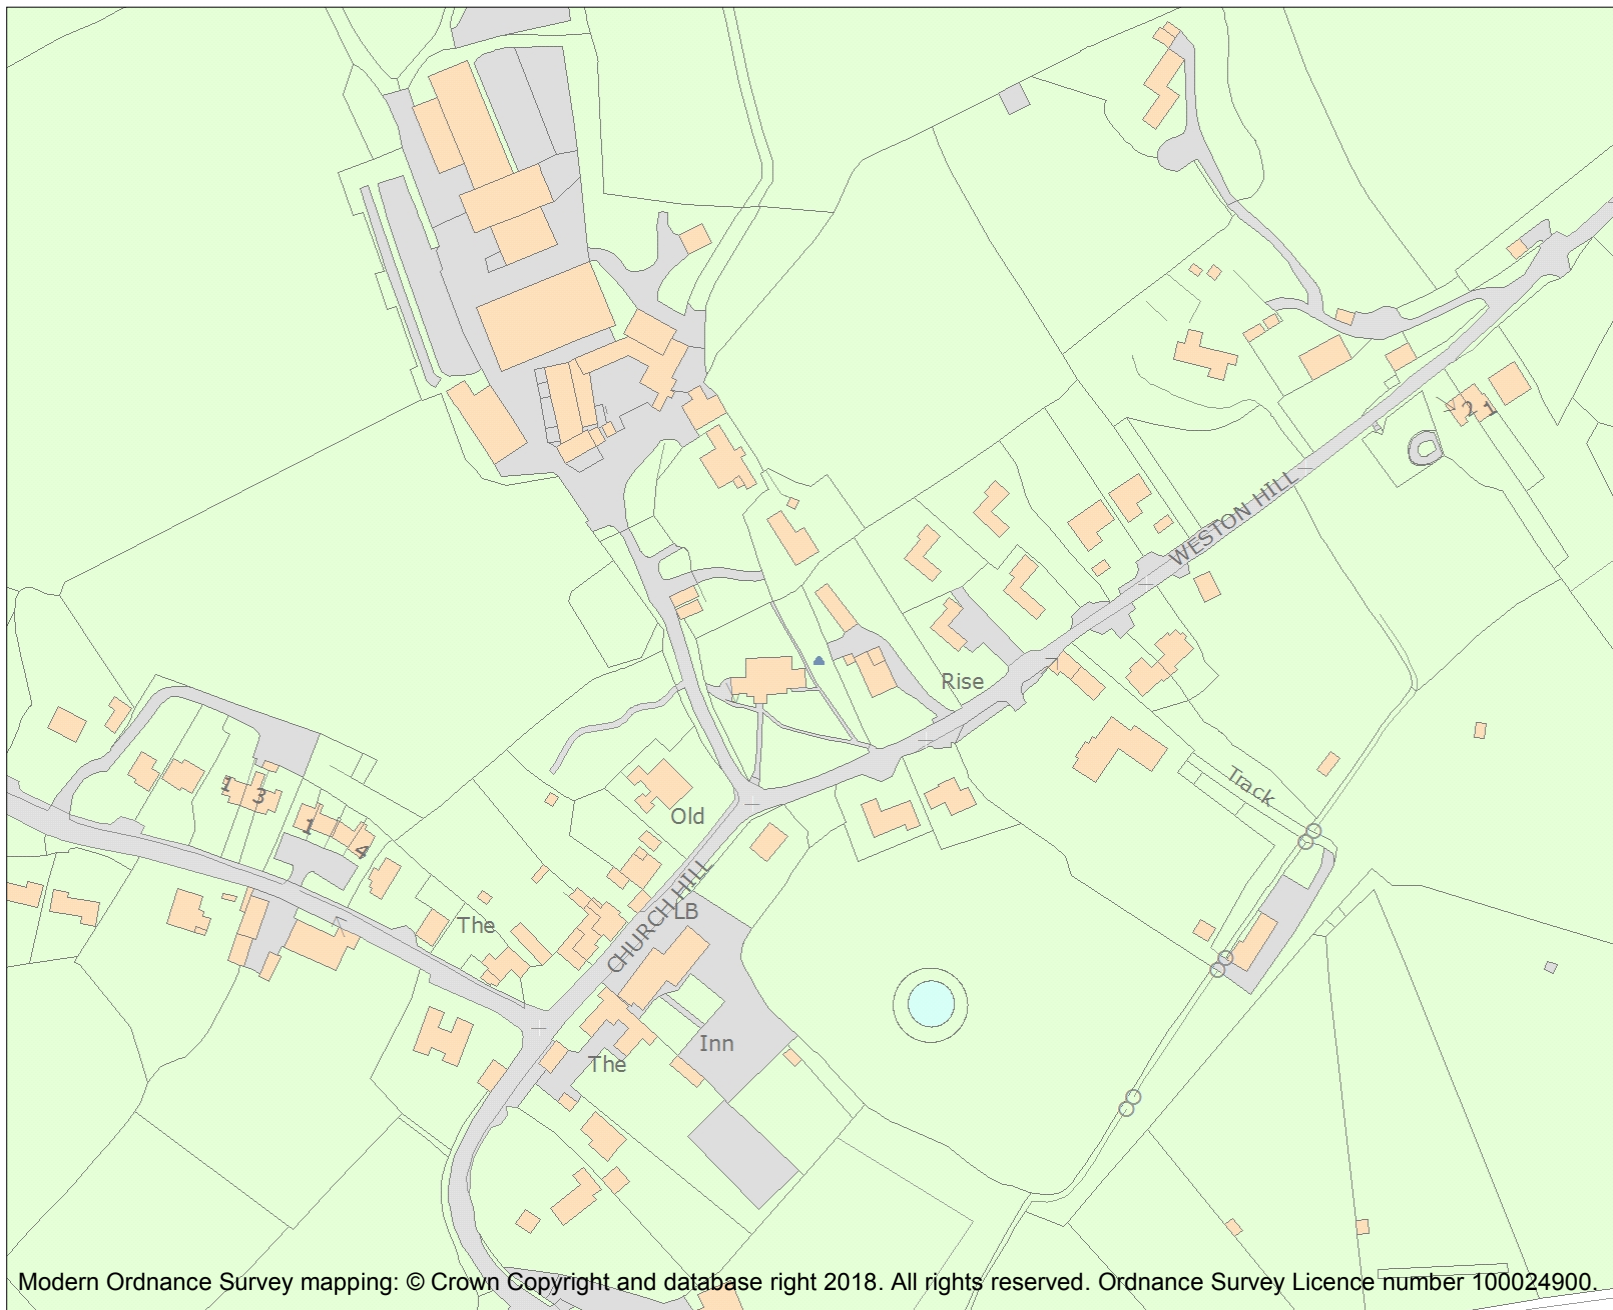 2
1
WESTON HILL
Rise
Track
1
3
1
4
Old
CHURCH HILL
LB
The
Inn
The
Modern Ordnance Survey mapping: © Crown Copyright and database right 2018. All rights reserved. Ordnance Survey Licence number 100024900.